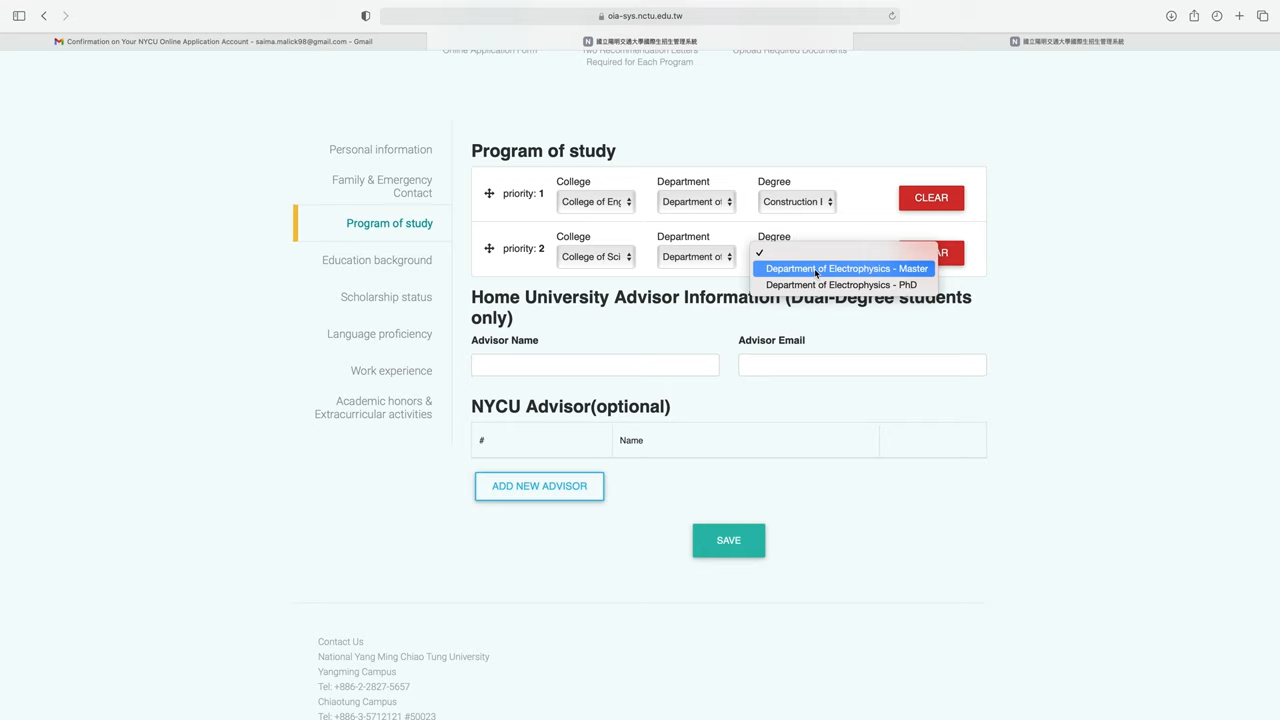 oia-sys.nctu.edu.tw
Confirmation on Your NYCU Online Application Account - saima.malick98@gmail.com - Gmail
N 國立陽明交通大學國際生招生管理系統
N 國立陽明交通大學國際生招生管理系統
Online Application Form
Two Recommendation Letters
Required for Each Program
Upload Required Documents
Personal information
Family & Emergency
Contact
Program of study
Education background
Scholarship status
Language proficiency
Work experience
Academic honors &
Extracurricular activities
Program of study
College Department Degree
priority: 1 College of Eng Department of Construction I CLEAR
College Department Degree
priority: 2 College of Sci Department of AR
✓
Department of Electrophysics - Master
Department of Electrophysics - PhD
Home University Advisor Information (Dual-Degree students
only)
Advisor Name Advisor Email
NYCU Advisor(optional)
# Name
ADD NEW ADVISOR
SAVE
Contact Us
National Yang Ming Chiao Tung University
Yangming Campus
Tel: +886-2-2827-5657
Chiaotung Campus
Tel: +886-3-5712121 #50023